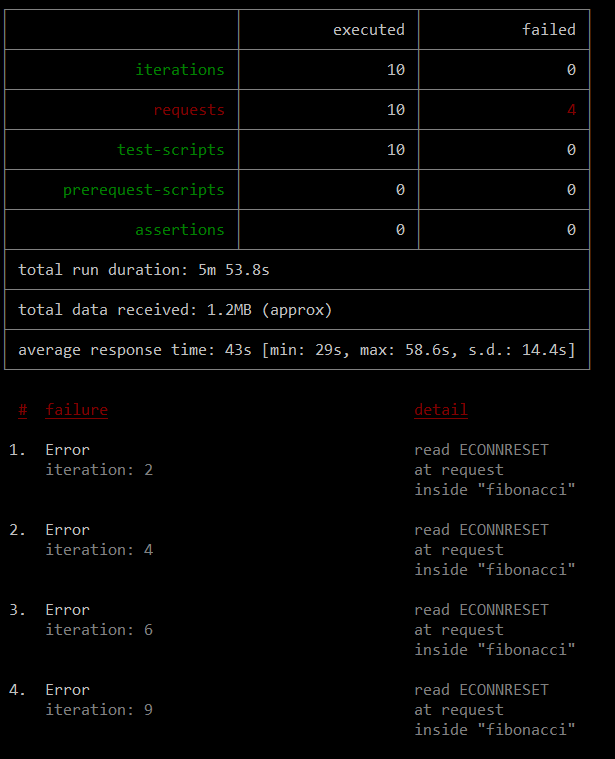 executed failed
iterations 10 0
requests 10 4
test-scripts 10 0
prerequest-scripts 0 0
assertions 0 0
total run duration: 5m 53.8s
total data received: 1.2MB (approx)
average response time: 43s [min: 29s, max: 58.6s, s.d.: 14.4s]
# failure detail
1. Error read ECONNRESET
iteration: 2 at request
inside "fibonacci"
2. Error read ECONNRESET
iteration: 4 at request
inside "fibonacci"
3. Error read ECONNRESET
iteration: 6 at request
inside "fibonacci"
4. Error read ECONNRESET
iteration: 9 at request
inside "fibonacci"